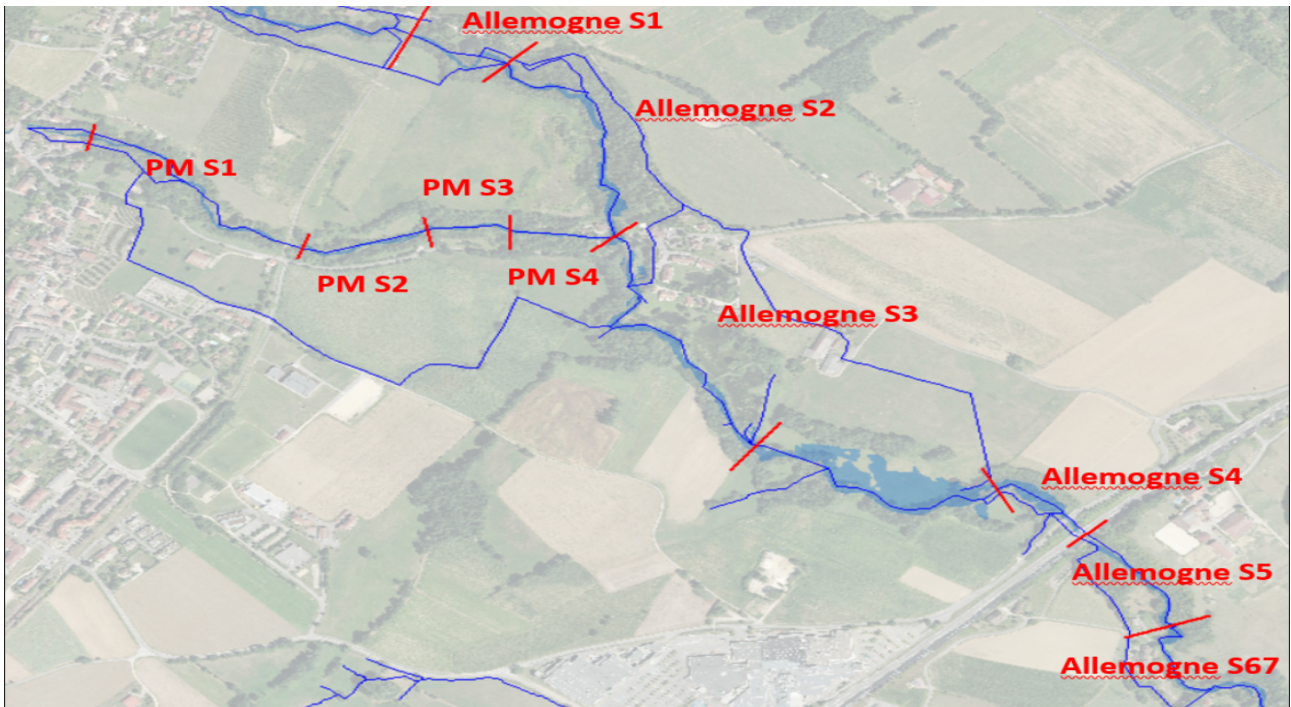 Allemogne S1
Allemogne S2
PM S1
PM S3
PM S2
PM S4
Allemogne S3
Allemogne S4
Allemogne S5
Allemogne S67